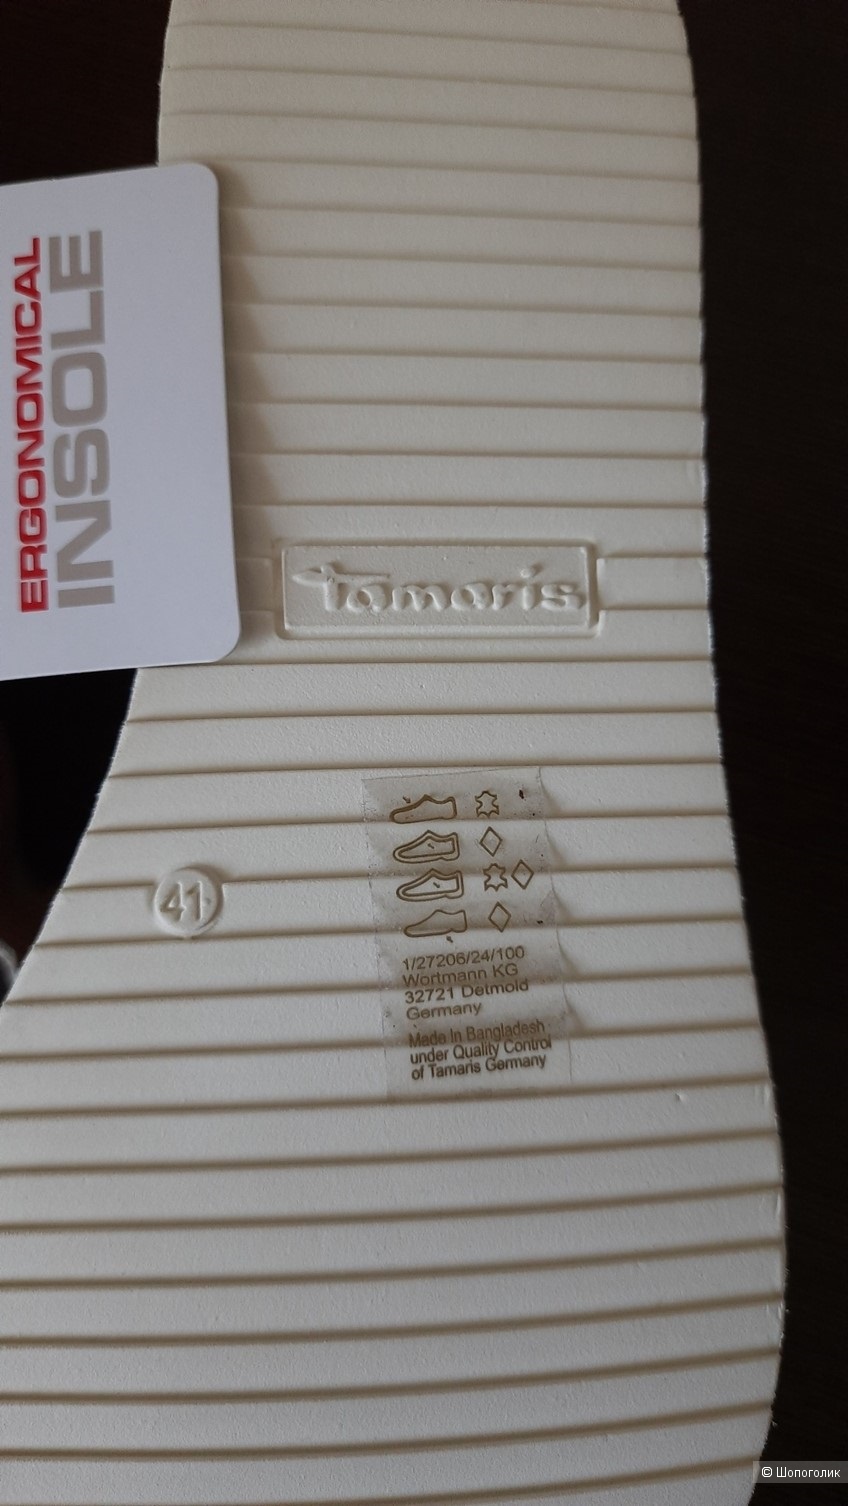 ERGONOMICAL
INSOLE
Tamaris
41
1/27206/24/100
Wortmann KG
32721 Detmold
Germany
Made In Bangladesh
under Quality Control
of Tamaris Germany
© Шопоголик